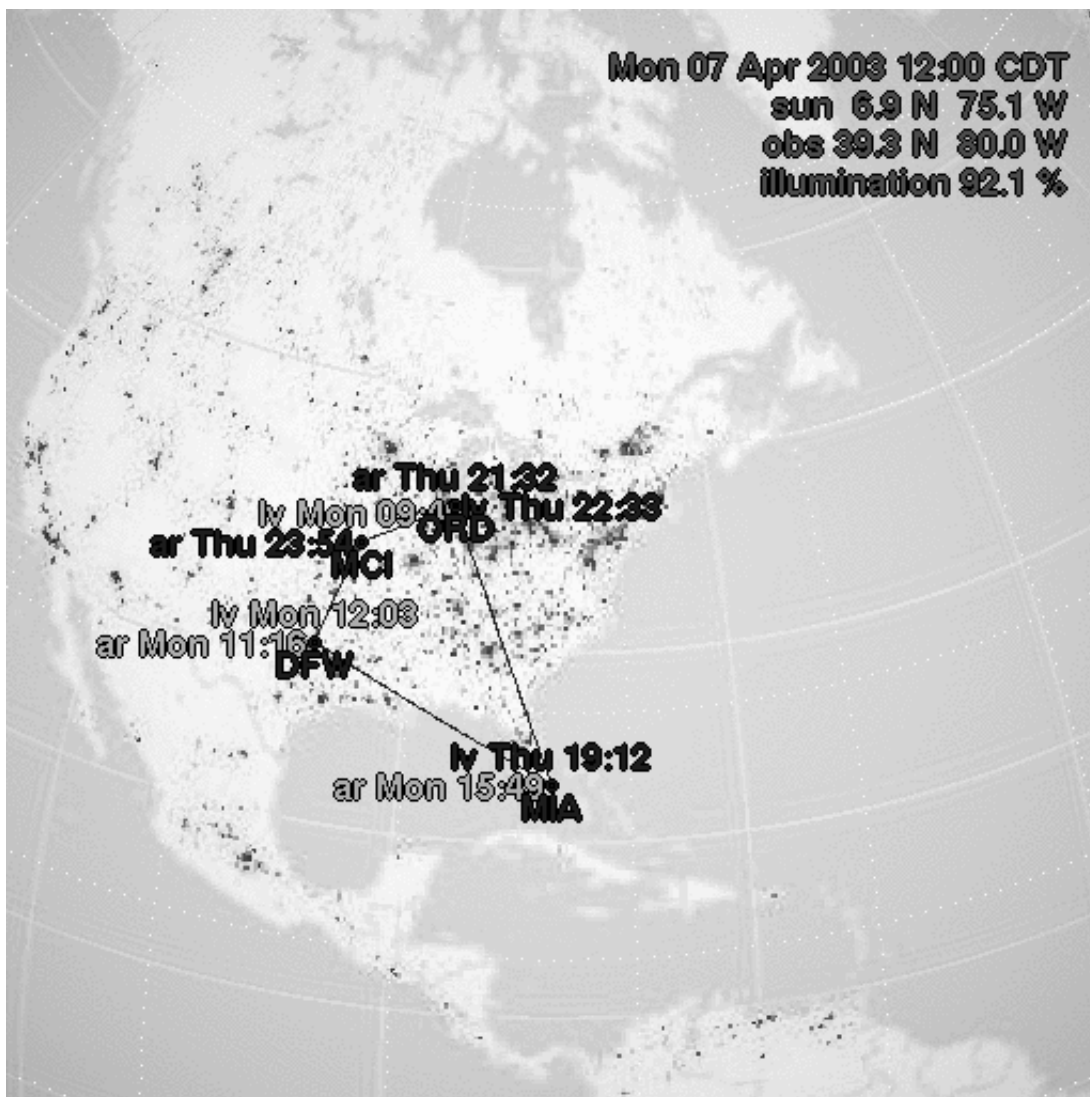 Mon 07 Apr 2003 12:00 CDT
sun 6.9 N 75.1 W
obs 39.3 N 80.0 W
illumination 92.1 %
ar Thu 21:32
lv Mon 09:4
lv Thu 22:33
ORD
ar Thu 23:54
MCI
lv Mon 12:03
ar Mon 11:16
DFW
lv Thu 19:12
ar Mon 15:49
MIA